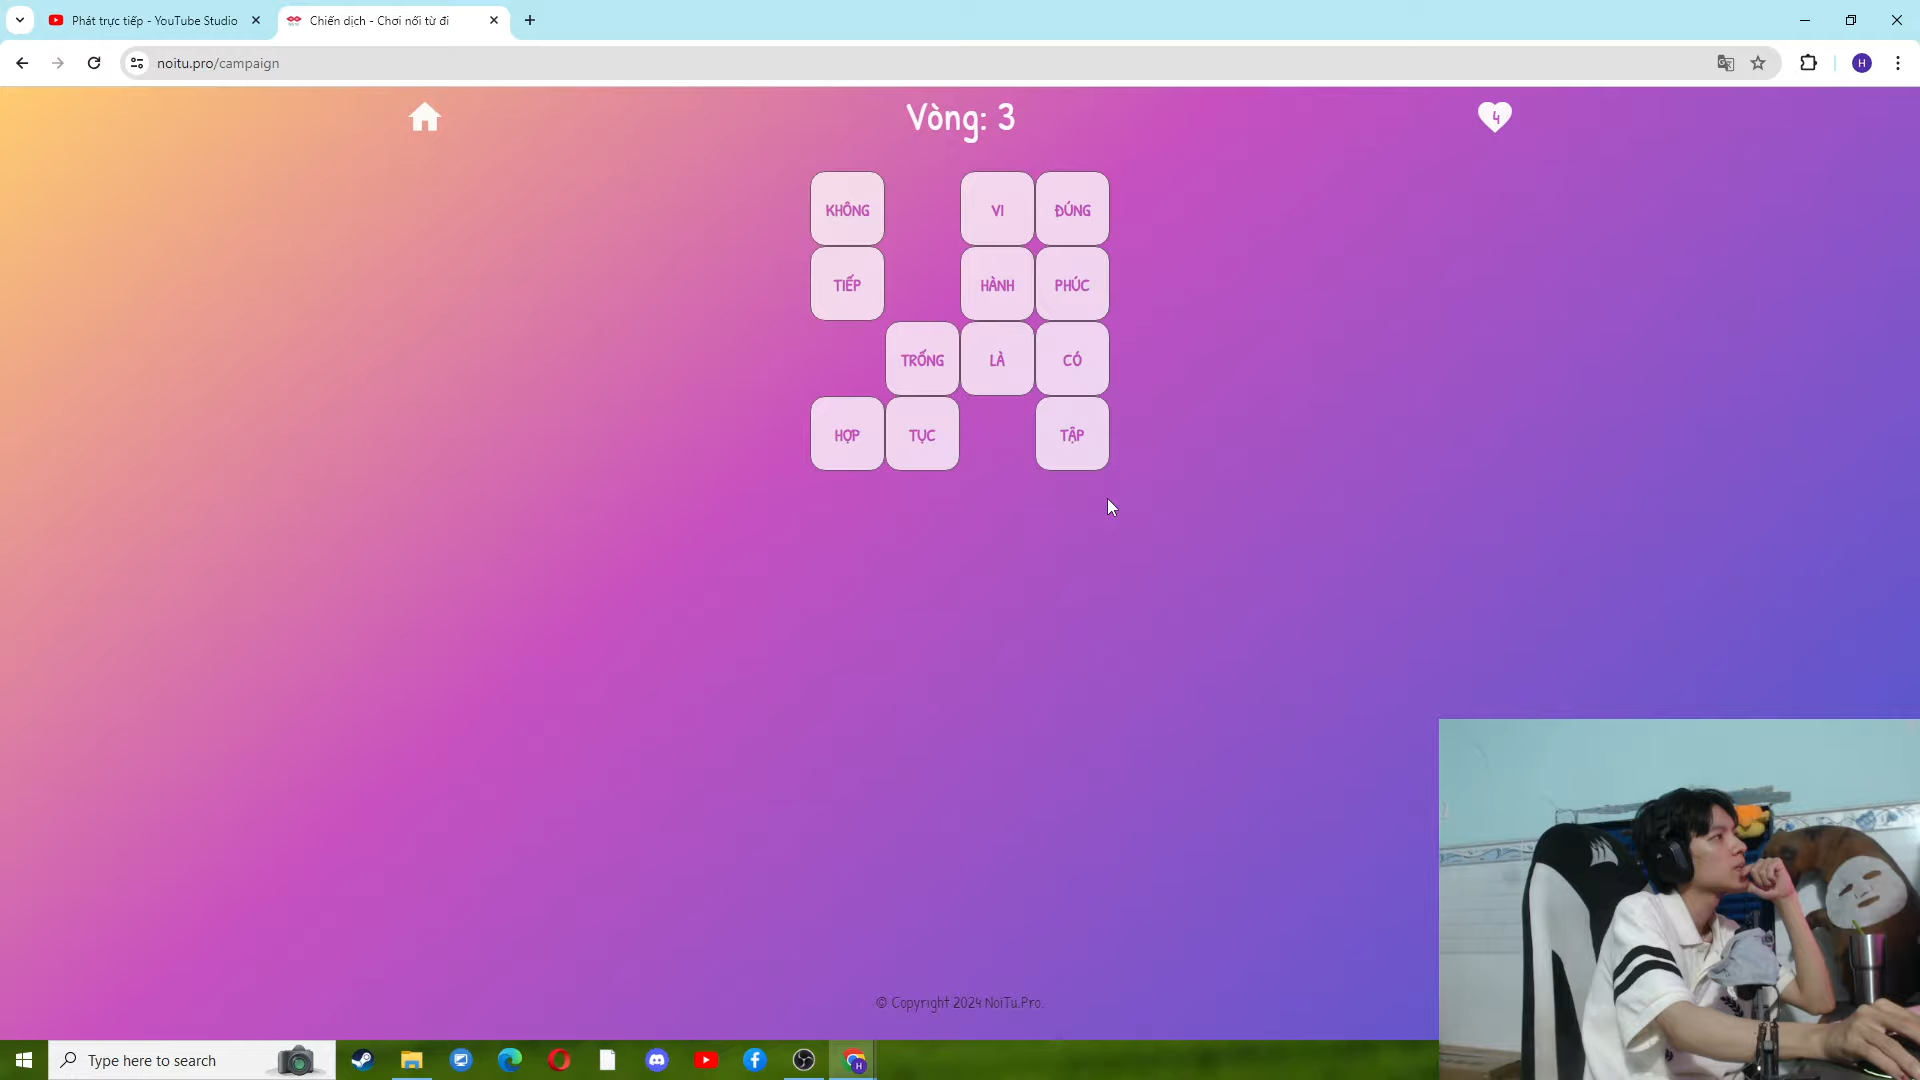 Phát trực tiếp - YouTube Studio
Chiến dịch - Chơi nối từ đi
noitu.pro/campaign
H
Vòng: 3
4
KHÔNG VI ĐÚNG
TIẾP HÀNH PHÚC
TRỐNG LÀ CÓ
HỢP TỤC TẬP
© Copyright 2024 NoiTu.Pro.
Type here to search